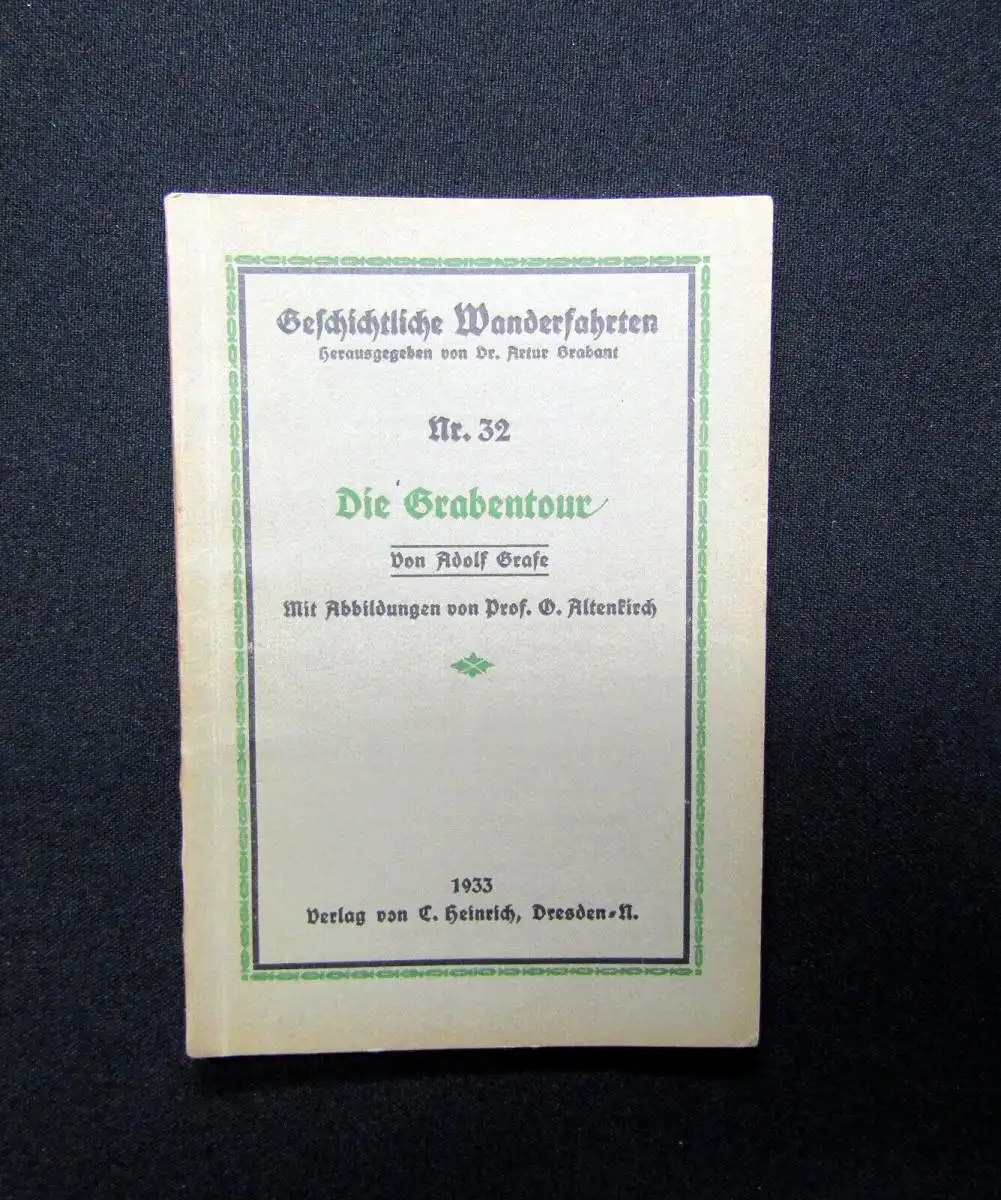 Geschichtliche Wanderfahrten
Herausgegeben von Dr. Artur Brabant
Nr. 32
Die Grabentour
Von Adolf Grafe
Mit Abbildungen von Prof. O. Altenkirch
1933
Verlag von C. Heinrich, Dresden-N.